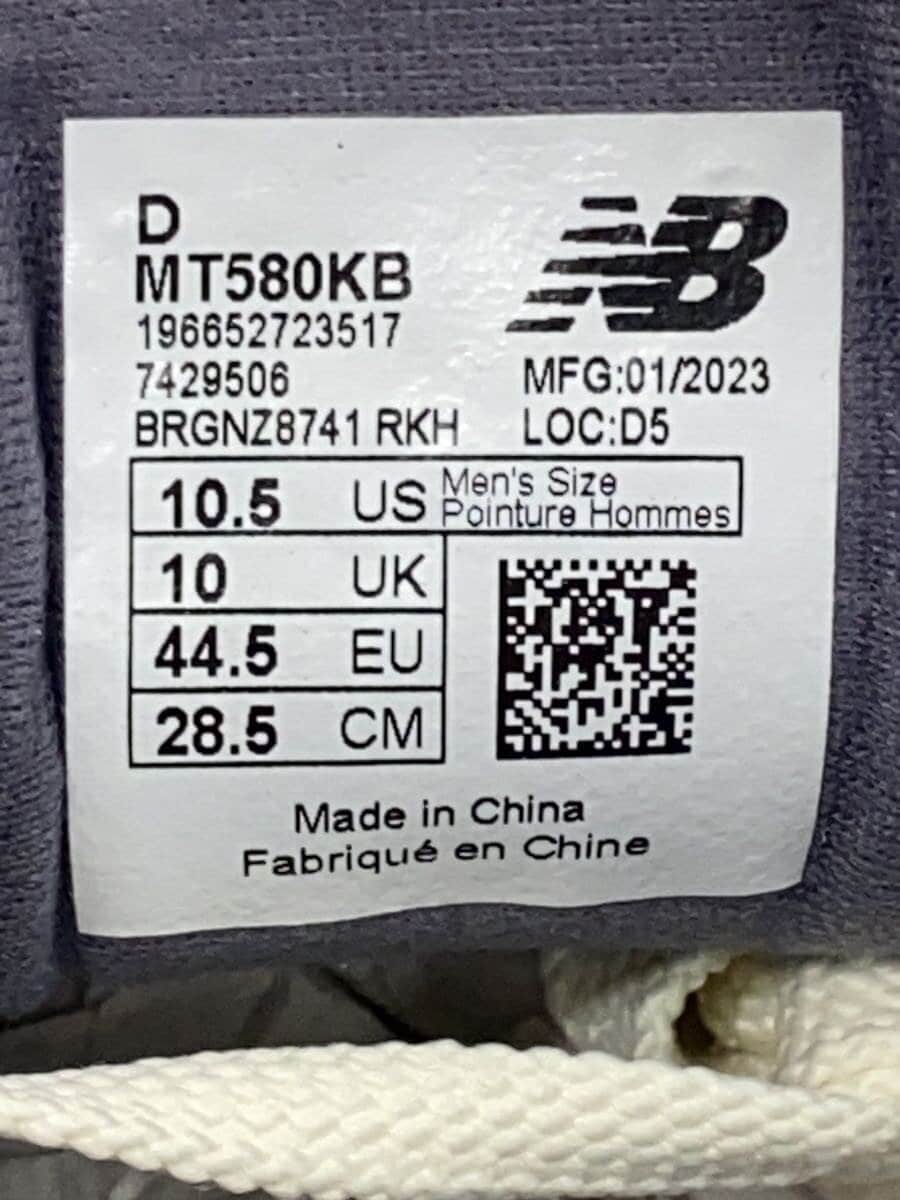 D
MT580KB
196652723517
7429506
BRGNZ8741 RKH
NB
MFG:01/2023
LOC:D5
10.5 US Men's Size
Pointure Hommes
10 UK
44.5 EU
28.5 CM
Made in China
Fabriqué en Chine